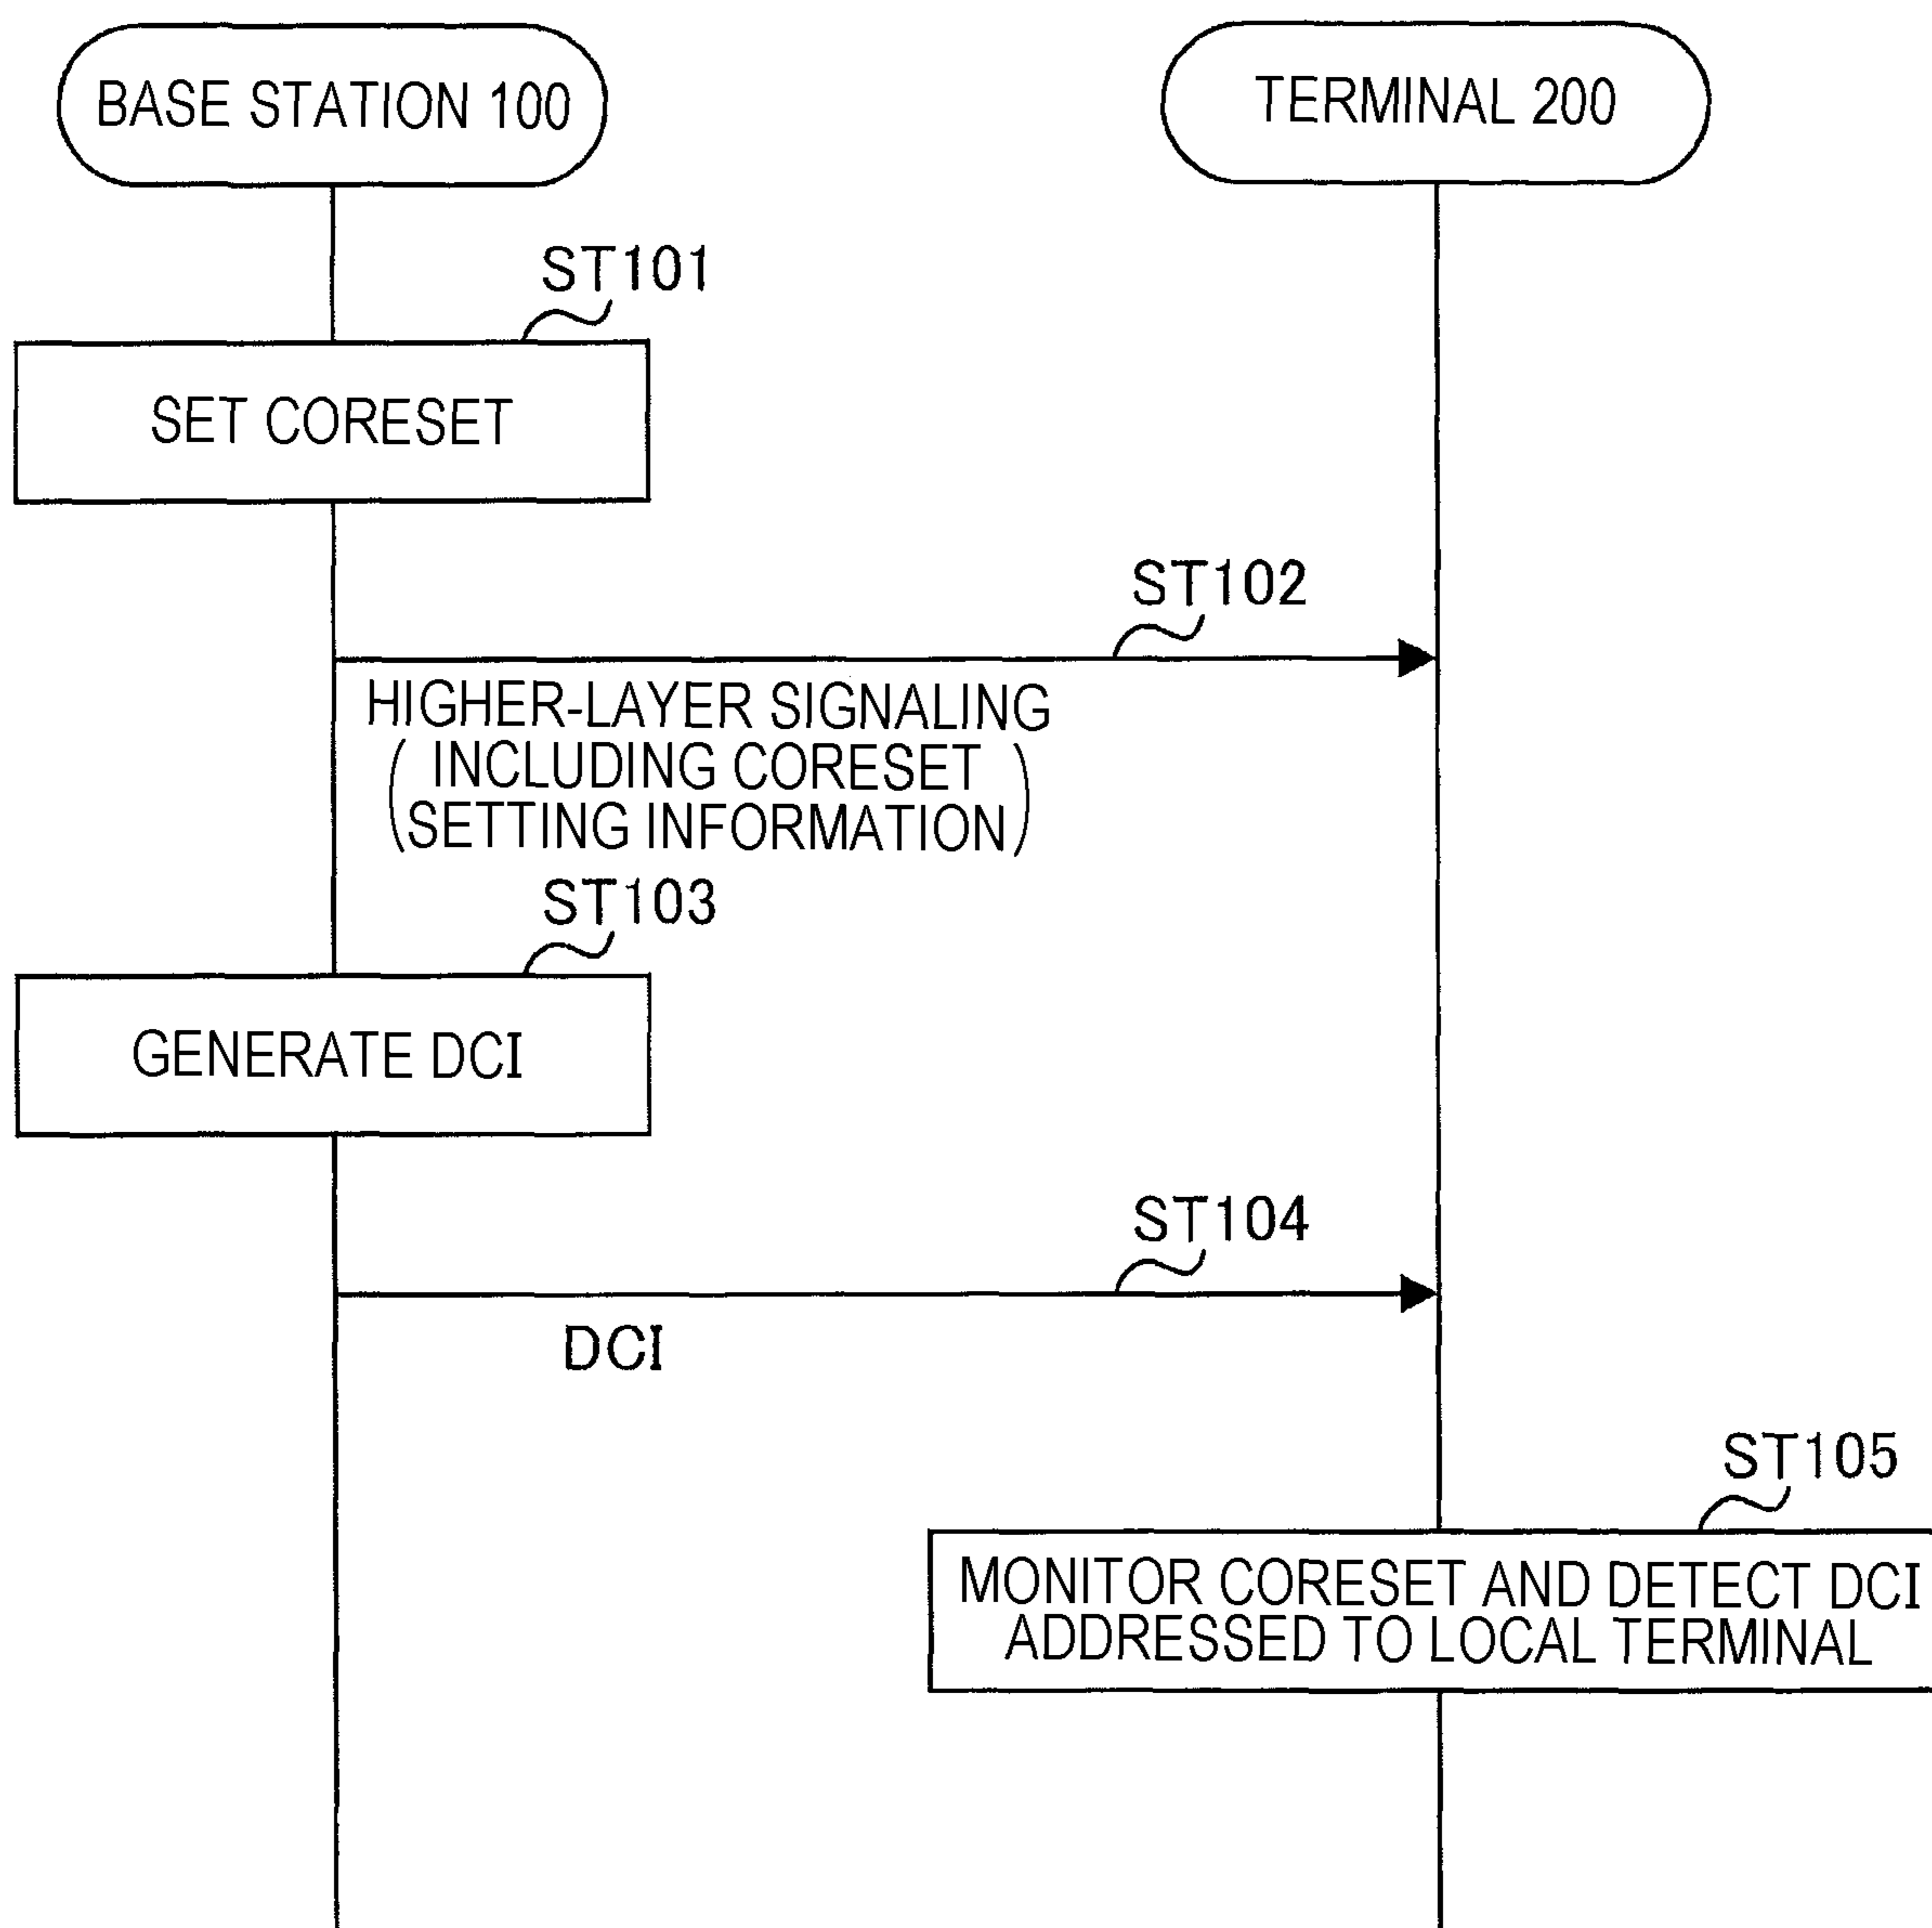 BASE STATION 100
TERMINAL 200
ST101
SET CORESET
ST102
HIGHER-LAYER SIGNALING
(INCLUDING CORESET
SETTING INFORMATION)
ST103
GENERATE DCI
ST104
DCI
ST105
MONITOR CORESET AND DETECT DCI
ADDRESSED TO LOCAL TERMINAL